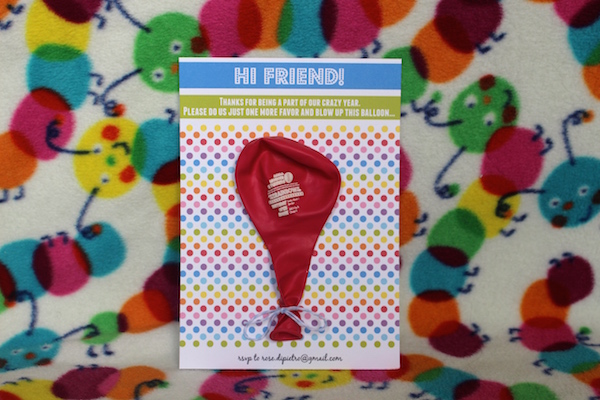 HI FRIEND!
THANKS FOR BEING A PART OF OUR CRAZY YEAR.
PLEASE DO US JUST ONE MORE FAVOR AND BLOW UP THIS BALLOON...
rsvp to rose.dipietro@gmail.com